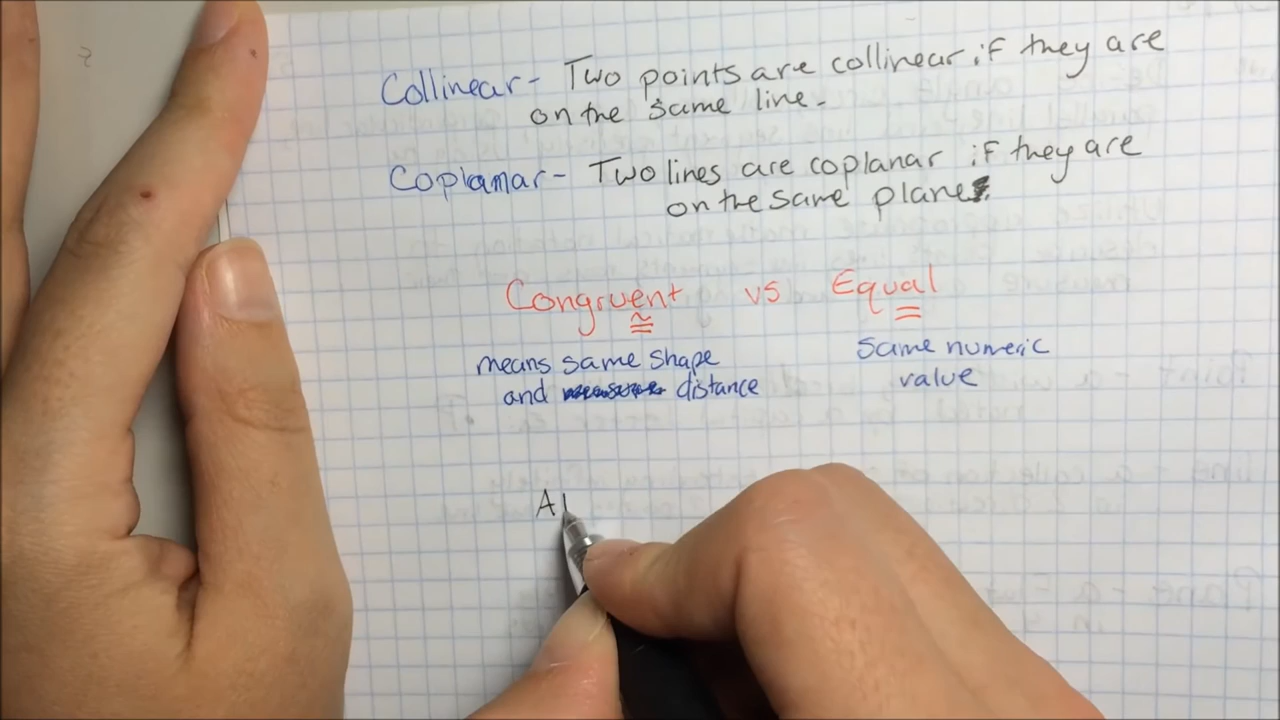 Collinear - Two points are collinear if they are
on the same line.
Coplanar - Two lines are coplanar if they are
on the same plane.
Congruent vs Equal
≅ =
means same shape same numeric
and distance value
A